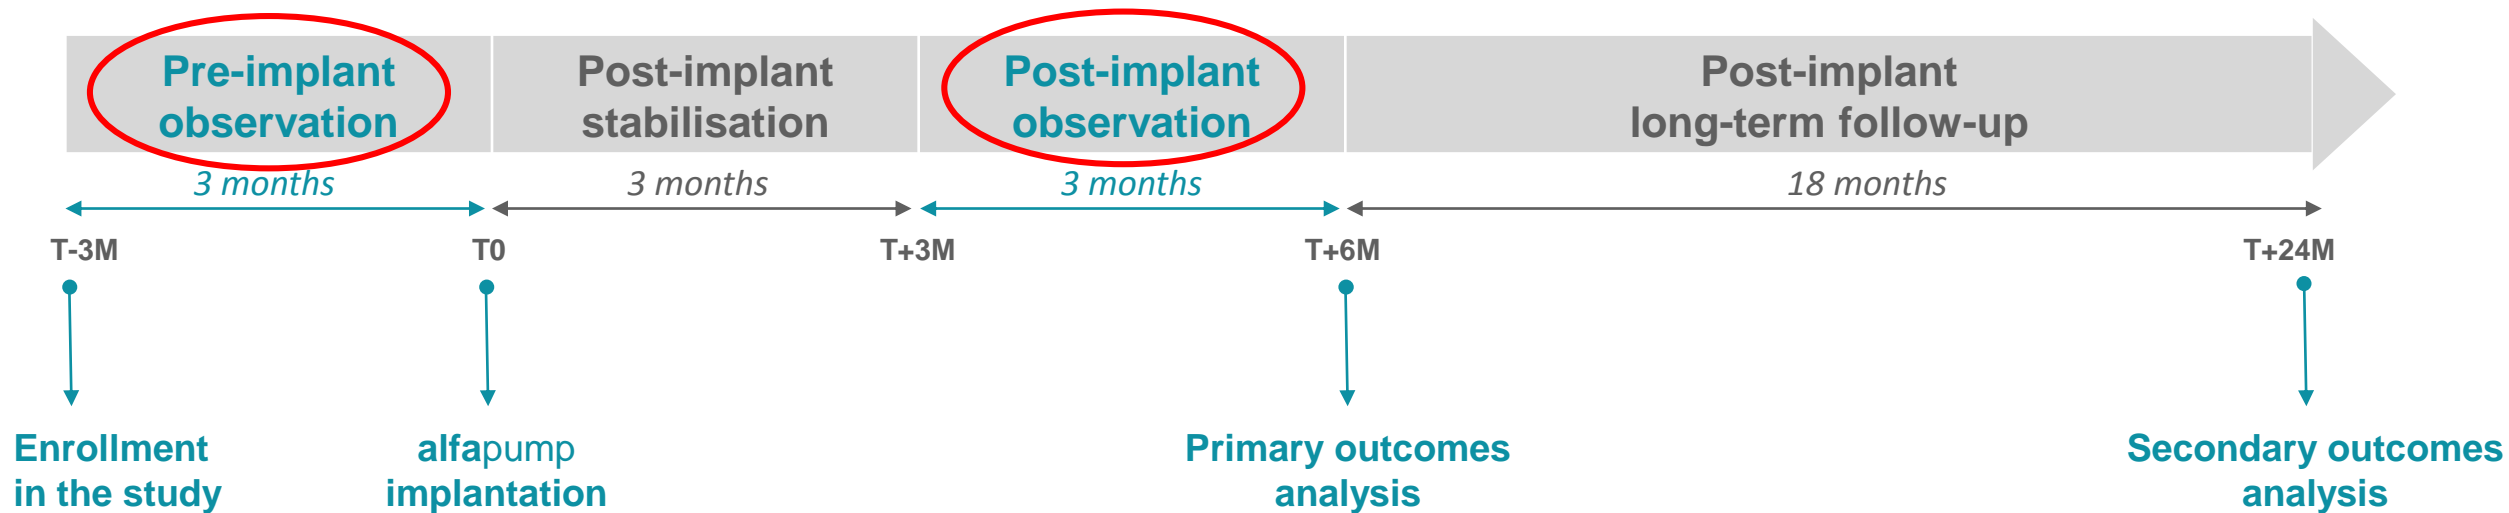 Pre-implant
observation
Post-implant
stabilisation
Post-implant
observation
Post-implant
long-term follow-up
3 months
3 months
3 months
18 months
T-3M
T0
T+3M
T+6M
T+24M
Enrollment
in the study
alfapump
implantation
Primary outcomes
analysis
Secondary outcomes
analysis